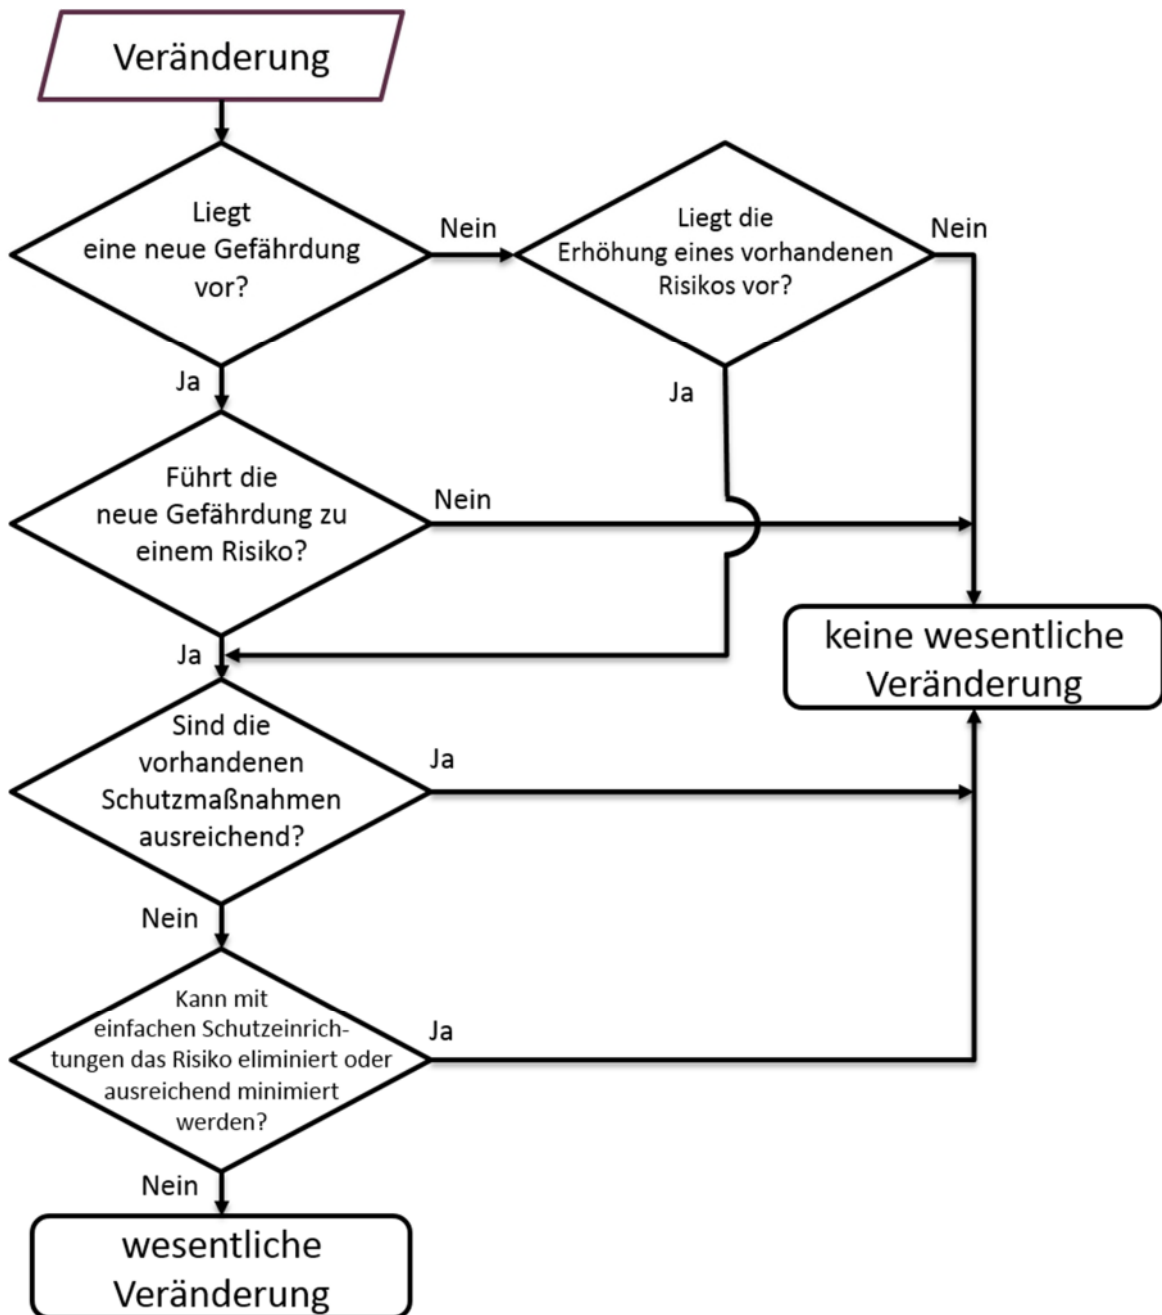 Veränderung
Liegt
eine neue Gefährdung
vor?
Nein
Liegt die
Erhöhung eines vorhandenen
Risikos vor?
Nein
Ja
Ja
Führt die
neue Gefährdung zu
einem Risiko?
Nein
Ja
keine wesentliche
Veränderung
Sind die
vorhandenen
Schutzmaßnahmen
ausreichend?
Ja
Nein
Kann mit
einfachen Schutzeinrich-
tungen das Risiko eliminiert oder
ausreichend minimiert
werden?
Ja
Nein
wesentliche
Veränderung